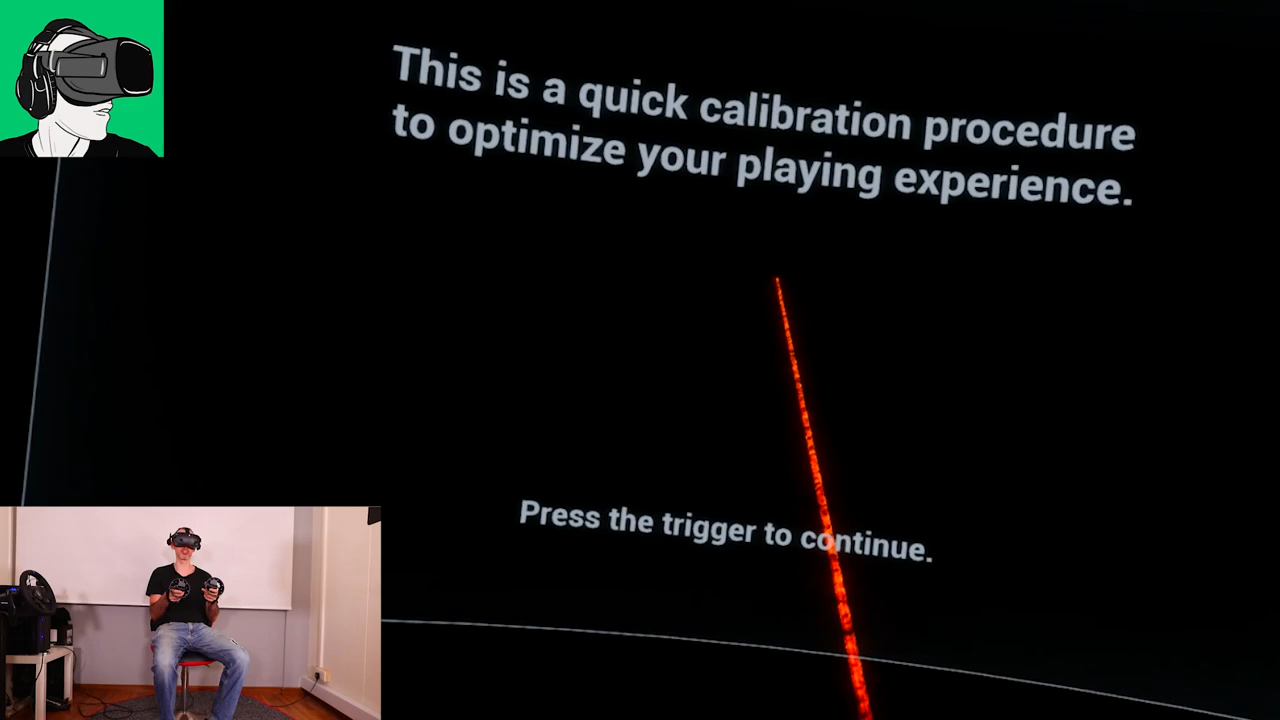 This is a quick calibration procedure
to optimize your playing experience.
Press the trigger to continue.